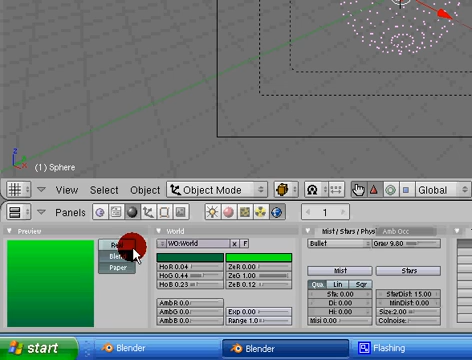 (1) Sphere
View Select Object Object Mode Global
Panels 1
Preview World Mist / Stars / Phys Amb Occ
Real WO:World x F Bullet Grav 9.80
Blend
Paper
Mist Stars
HoR 0.04 ZeR 0.00
HoG 0.44 ZeG 1.00
HoB 0.23 ZeB 0.12
Qua Lin Sqr
Sta: 0.00 StarDist: 15.00
Di: 0.00 MinDist: 0.00
Hi: 0.00 Size:2.00
Misi 0.00 Colnoise:
AmbR 0.0
AmbG 0.0 Exp 0.00
AmbB 0.0 Range 1.0
start Blender Blender Flashing